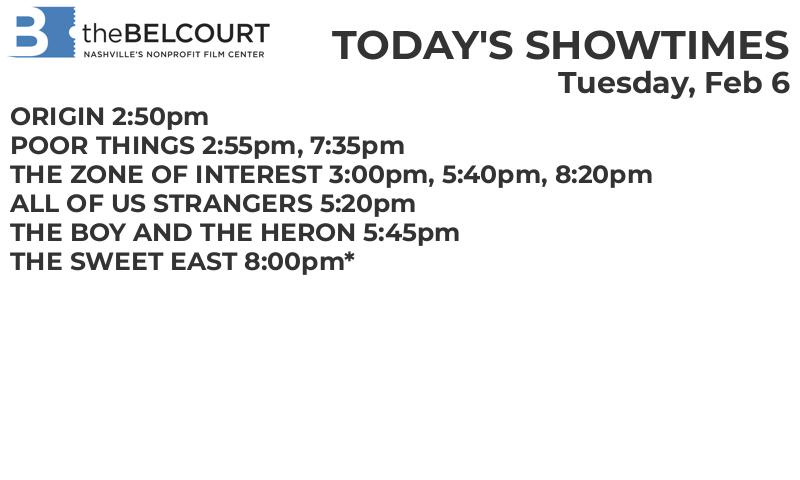 B theBELCOURT
NASHVILLE'S NONPROFIT FILM CENTER
TODAY'S SHOWTIMES
Tuesday, Feb 6
ORIGIN 2:50pm
POOR THINGS 2:55pm, 7:35pm
THE ZONE OF INTEREST 3:00pm, 5:40pm, 8:20pm
ALL OF US STRANGERS 5:20pm
THE BOY AND THE HERON 5:45pm
THE SWEET EAST 8:00pm*